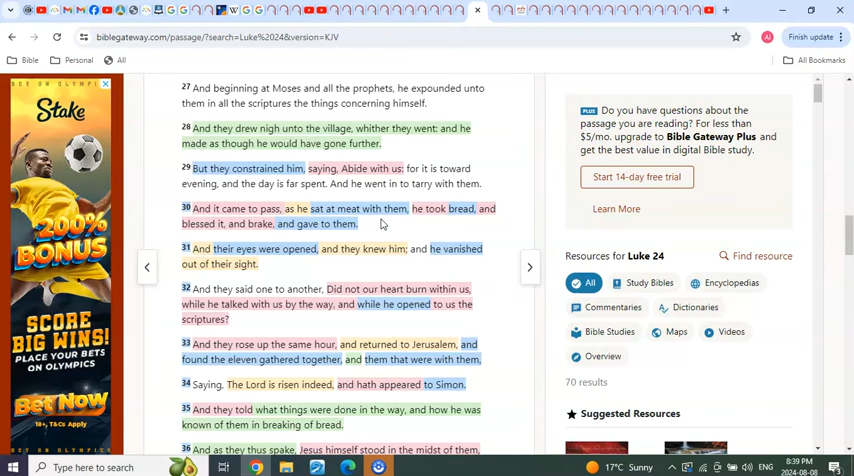 biblegateway.com/passage/?search=Luke%2024&version=KJV
AI
Finish update
Bible
Personal
All
All Bookmarks
BET ON OLYMPICS
Stake
200%
BONUS
SCORE
BIG WINS!
PLACE YOUR BETS
ON OLYMPICS
Bet Now
18+, T&Cs Apply
27 And beginning at Moses and all the prophets, he expounded unto
them in all the scriptures the things concerning himself.
28 And they drew nigh unto the village, whither they went: and he
made as though he would have gone further.
29 But they constrained him, saying, Abide with us: for it is toward
evening, and the day is far spent. And he went in to tarry with them.
30 And it came to pass, as he sat at meat with them, he took bread, and
blessed it, and brake, and gave to them.
31 And their eyes were opened, and they knew him; and he vanished
out of their sight.
32 And they said one to another, Did not our heart burn within us,
while he talked with us by the way, and while he opened to us the
scriptures?
33 And they rose up the same hour, and returned to Jerusalem, and
found the eleven gathered together, and them that were with them,
34 Saying, The Lord is risen indeed, and hath appeared to Simon.
35 And they told what things were done in the way, and how he was
known of them in breaking of bread.
36 And as they thus spake, Jesus himself stood in the midst of them,
PLUS Do you have questions about the
passage you are reading? For less than
$5/mo. upgrade to Bible Gateway Plus and
get the best value in digital Bible study.
Start 14-day free trial
Learn More
Resources for Luke 24
Find resource
All
Study Bibles
Encyclopedias
Commentaries
Dictionaries
Bible Studies
Maps
Videos
Overview
70 results
Suggested Resources
Type here to search
17°C Sunny
ENG
8:39 PM
2024-08-08
3